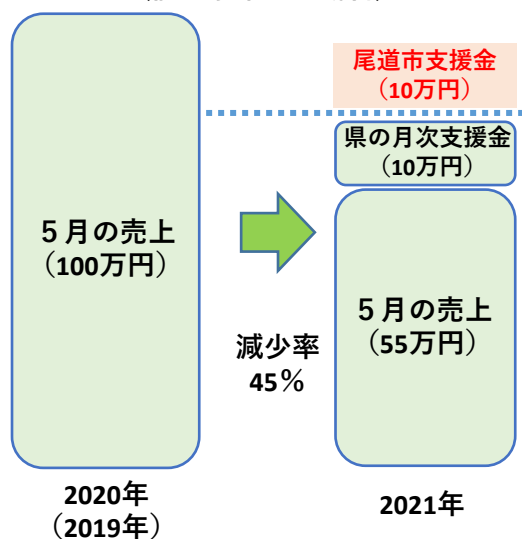 尾道市支援金
（10万円）
県の月次支援金
（10万円）
５月の売上
（100万円）
５月の売上
（55万円）
減少率
45％
2020年
（2019年）
2021年